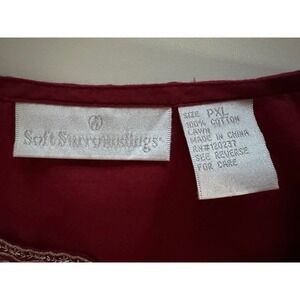 Soft Surroundings
SIZE PXL
100% COTTON
LAWN
MADE IN CHINA
RN#120237
SEE REVERSE
FOR CARE